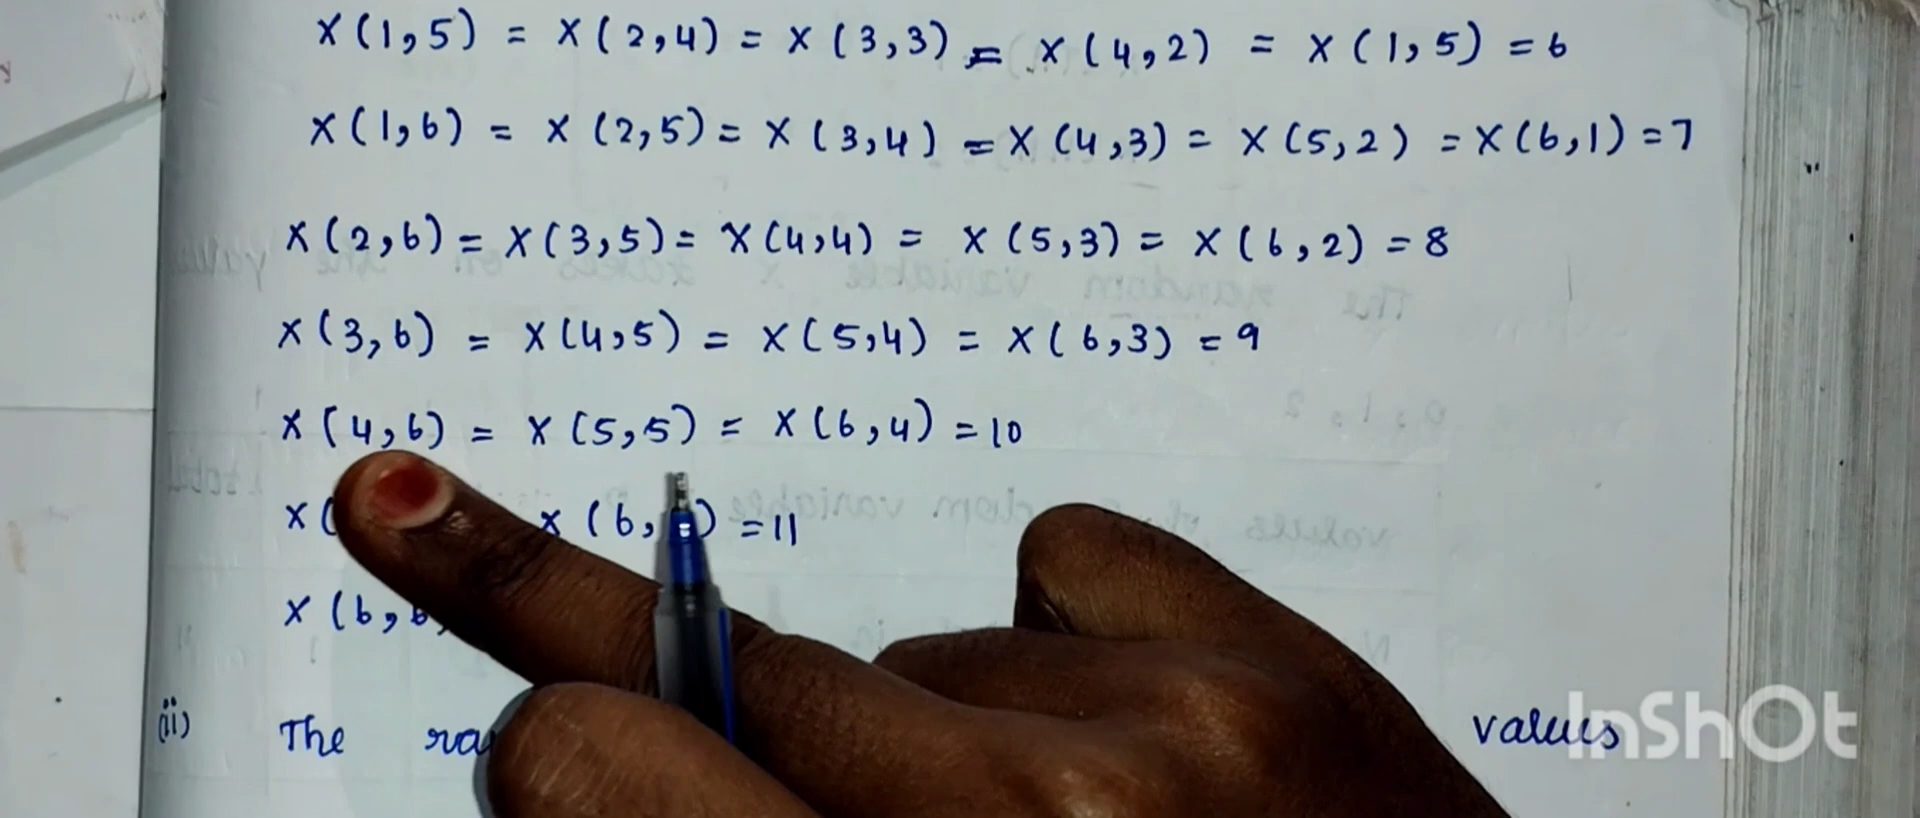 X(1,5) = X(2,4) = X(3,3) = X(4,2) = X(1,5) = 6
X(1,6) = X(2,5) = X(3,4) = X(4,3) = X(5,2) = X(6,1) = 7
X(2,6) = X(3,5) = X(4,4) = X(5,3) = X(6,2) = 8
X(3,6) = X(4,5) = X(5,4) = X(6,3) = 9
X(4,6) = X(5,5) = X(6,4) = 10
X( X(6, ) = 11
X(6,
(ii) The values
InShOt